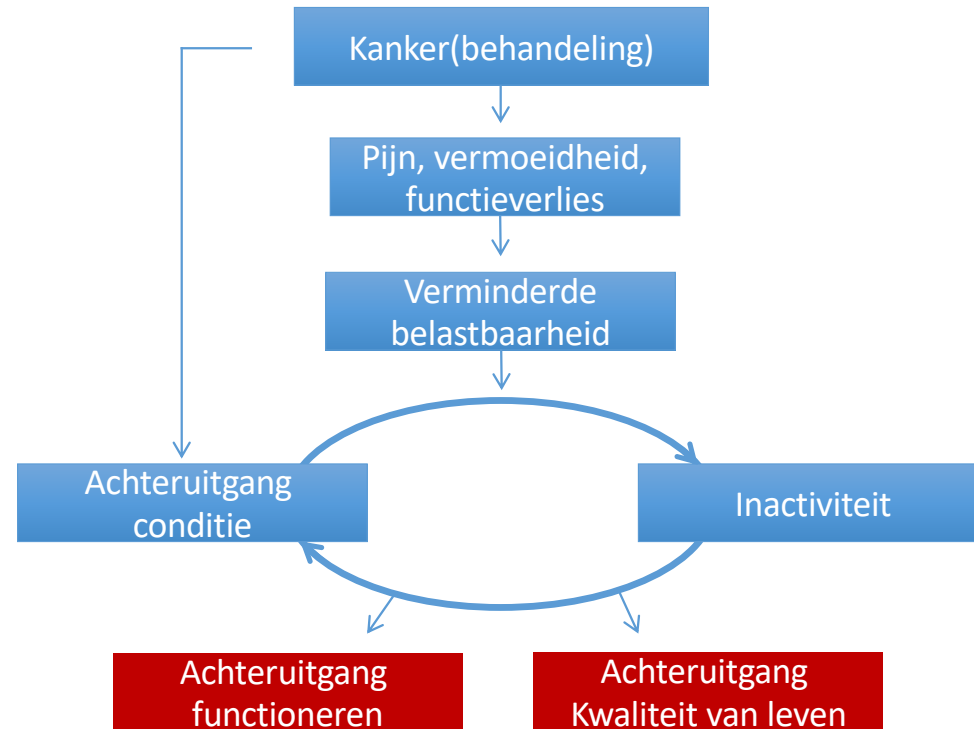 Kanker(behandeling)
Pijn, vermoeidheid,
functieverlies
Verminderde
belastbaarheid
Achteruitgang
conditie
Inactiviteit
Achteruitgang
functioneren
Achteruitgang
Kwaliteit van leven